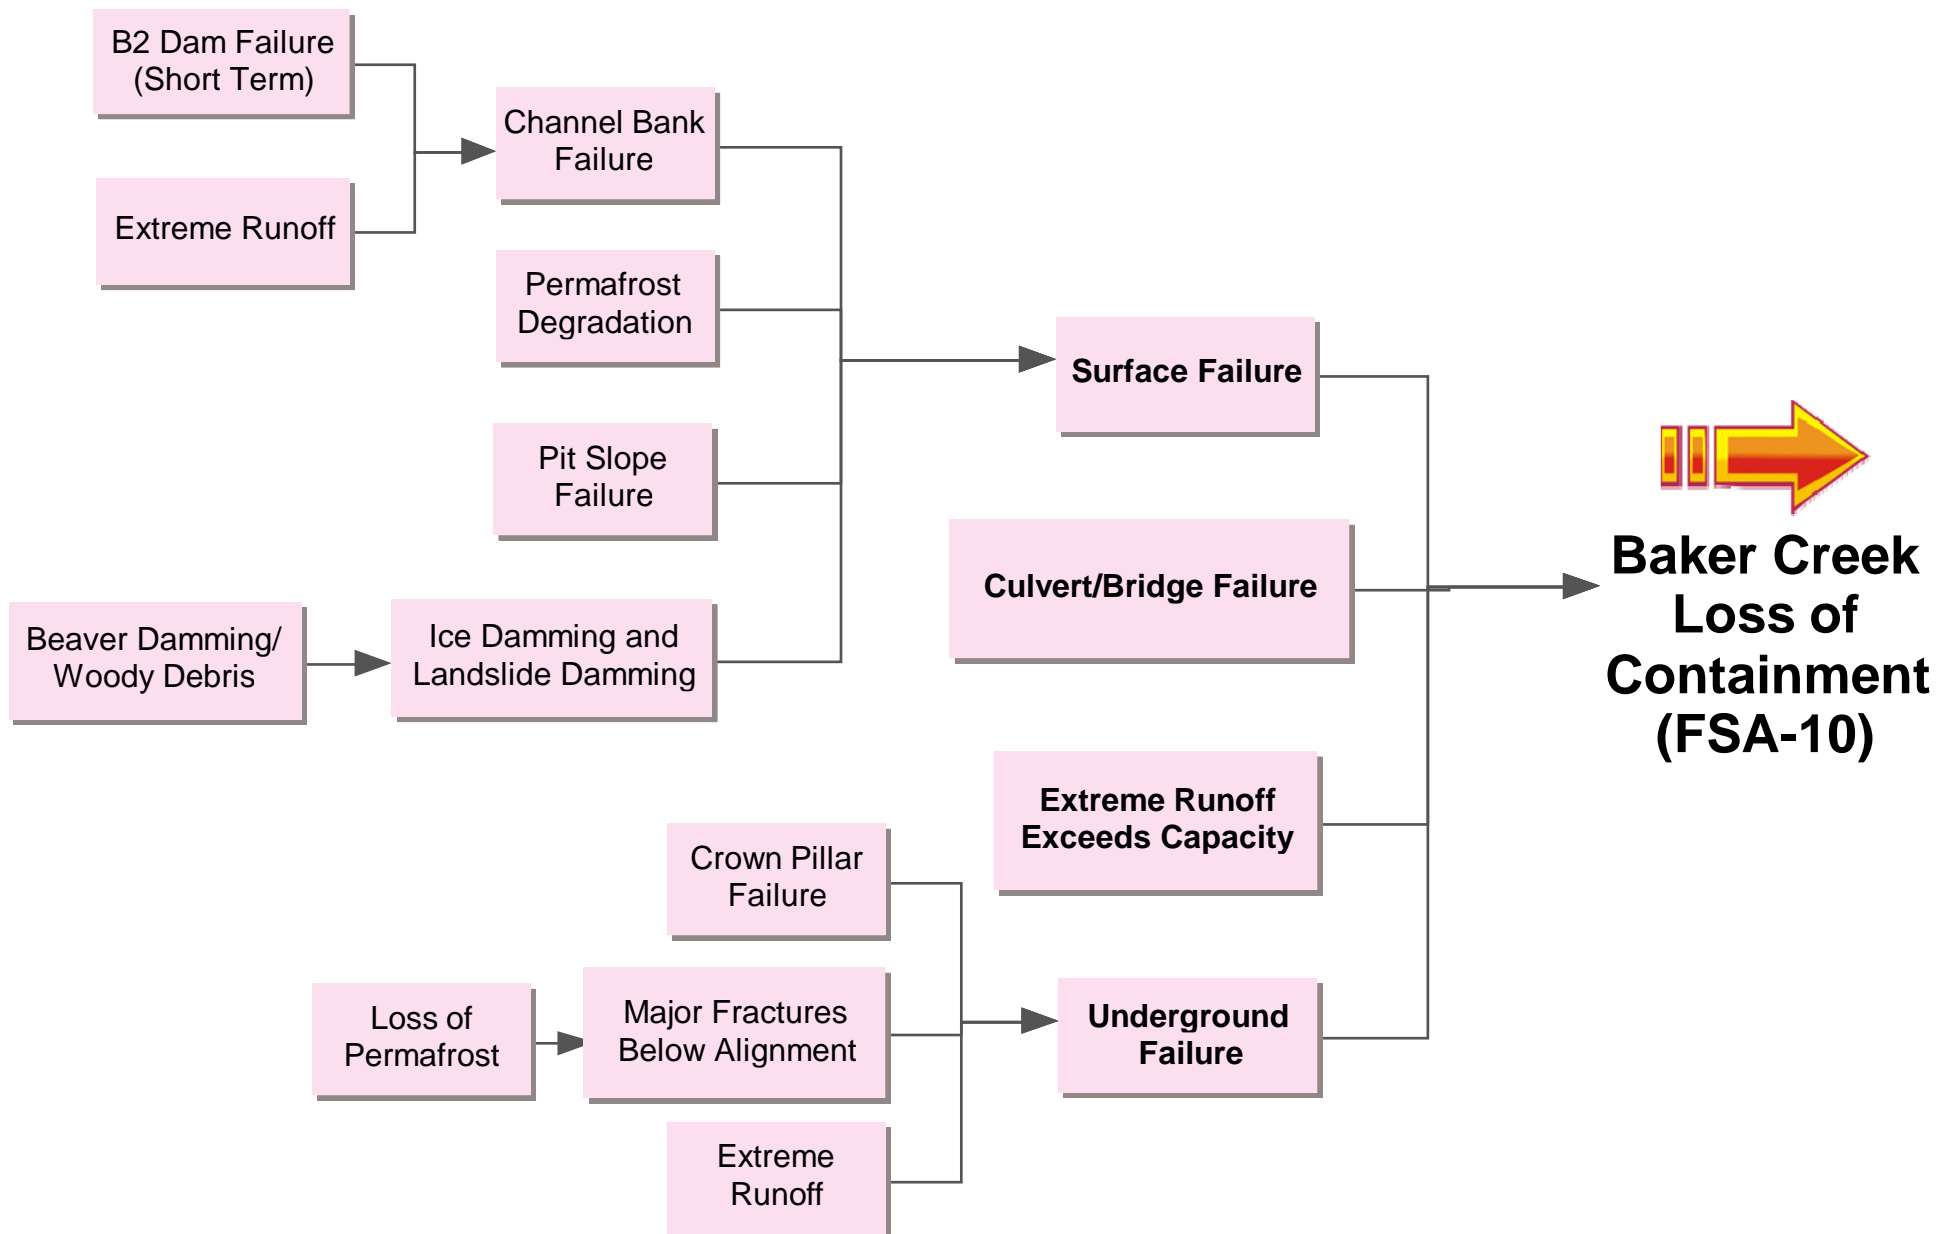 B2 Dam Failure
(Short Term)
Extreme Runoff
Channel Bank
Failure
Permafrost
Degradation
Pit Slope
Failure
Beaver Damming/
Woody Debris
Ice Damming and
Landslide Damming
Surface Failure
Culvert/Bridge Failure
Extreme Runoff
Exceeds Capacity
Crown Pillar
Failure
Loss of
Permafrost
Major Fractures
Below Alignment
Extreme
Runoff
Underground
Failure
Baker Creek
Loss of
Containment
(FSA-10)